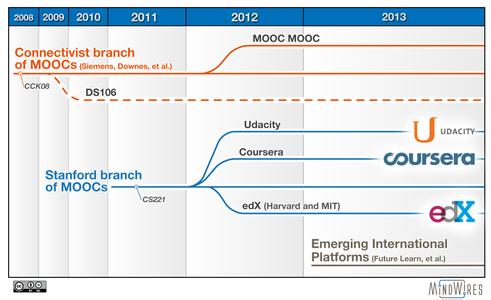 2008 2009 2010 2011 2012 2013
MOOC MOOC
Connectivist branch
of MOOCs (Siemens, Downes, et al.)
CCK08
DS106
Udacity
UDACITY
Coursera
coursera
Stanford branch
of MOOCs
CS221
edX (Harvard and MIT)
edX
Emerging International
Platforms (Future Learn, et al.)
MINDWIRES